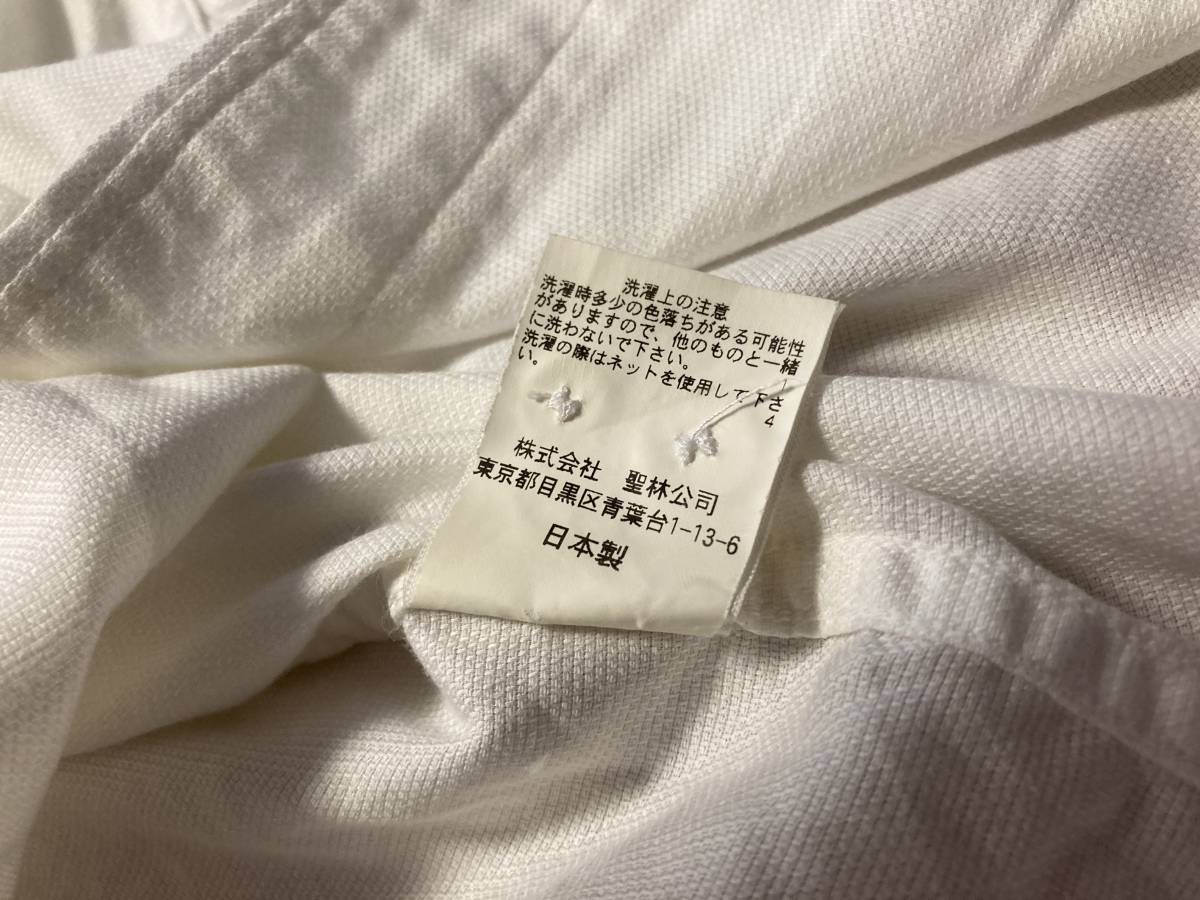 洗濯上の注意
洗濯時多少の色落ちがある可能性
がありますので、他のものと一緒
に洗わないで下さい。
洗濯の際はネットを使用して下さ
い。
4
株式会社 聖林公司
東京都目黒区青葉台1-13-6
日本製